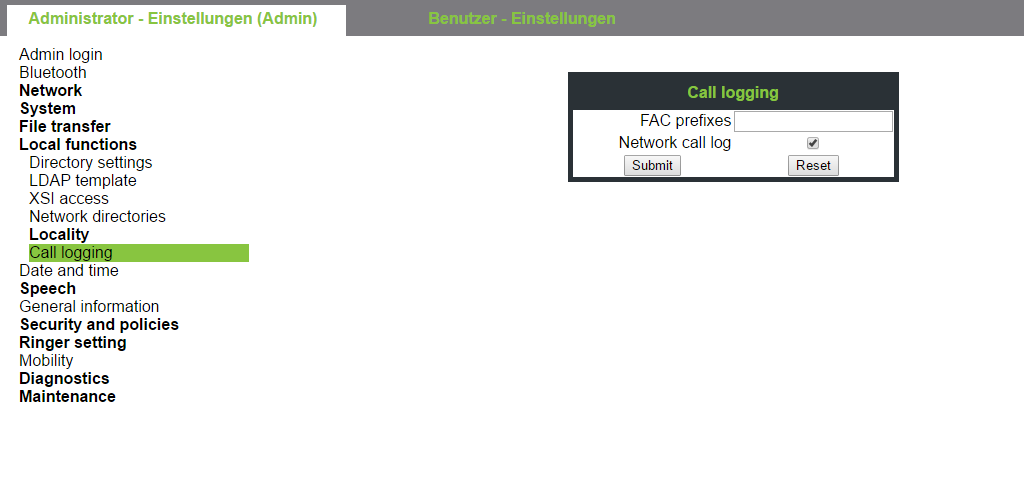 Administrator - Einstellungen (Admin)
Benutzer - Einstellungen
Admin login
Bluetooth
Network
System
File transfer
Local functions
Directory settings
LDAP template
XSI access
Network directories
Locality
Call logging
Date and time
Speech
General information
Security and policies
Ringer setting
Mobility
Diagnostics
Maintenance
Call logging
FAC prefixes
Network call log
Submit Reset